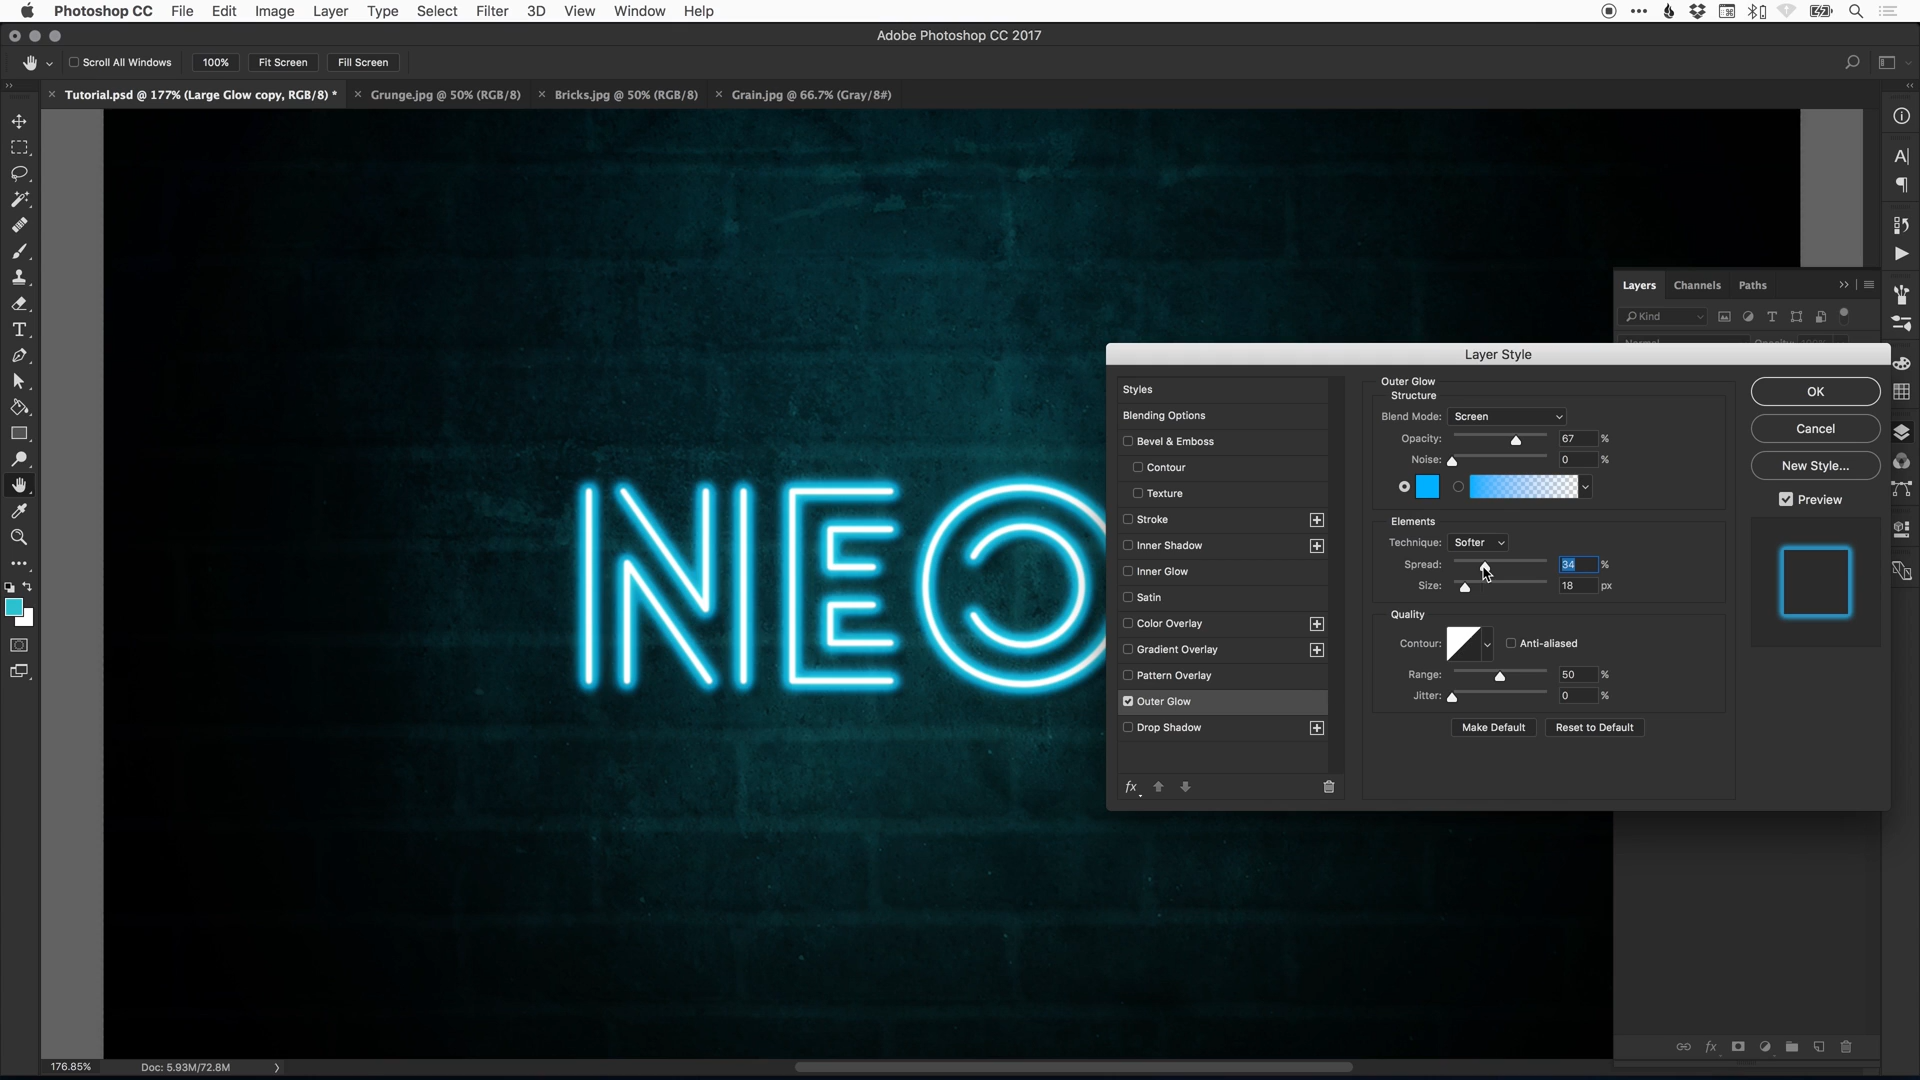 Photoshop CC File Edit Image Layer Type Select Filter 3D View Window Help
Adobe Photoshop CC 2017
Scroll All Windows 100% Fit Screen Fill Screen
Tutorial.psd @ 177% (Large Glow copy, RGB/8) * Grunge.jpg @ 50% (RGB/8) Bricks.jpg @ 50% (RGB/8) Grain.jpg @ 66.7% (Gray/8#)
NEO
Layers Channels Paths
Kind
Layer Style
Styles
Blending Options
Bevel & Emboss
Contour
Texture
Stroke
Inner Shadow
Inner Glow
Satin
Color Overlay
Gradient Overlay
Pattern Overlay
Outer Glow
Drop Shadow
fx
Outer Glow
Structure
Blend Mode: Screen
Opacity: 67 %
Noise: 0 %
Elements
Technique: Softer
Spread: 34 %
Size: 18 px
Quality
Contour: Anti-aliased
Range: 50 %
Jitter: 0 %
Make Default Reset to Default
OK
Cancel
New Style...
Preview
fx
176.85% Doc: 5.93M/72.8M